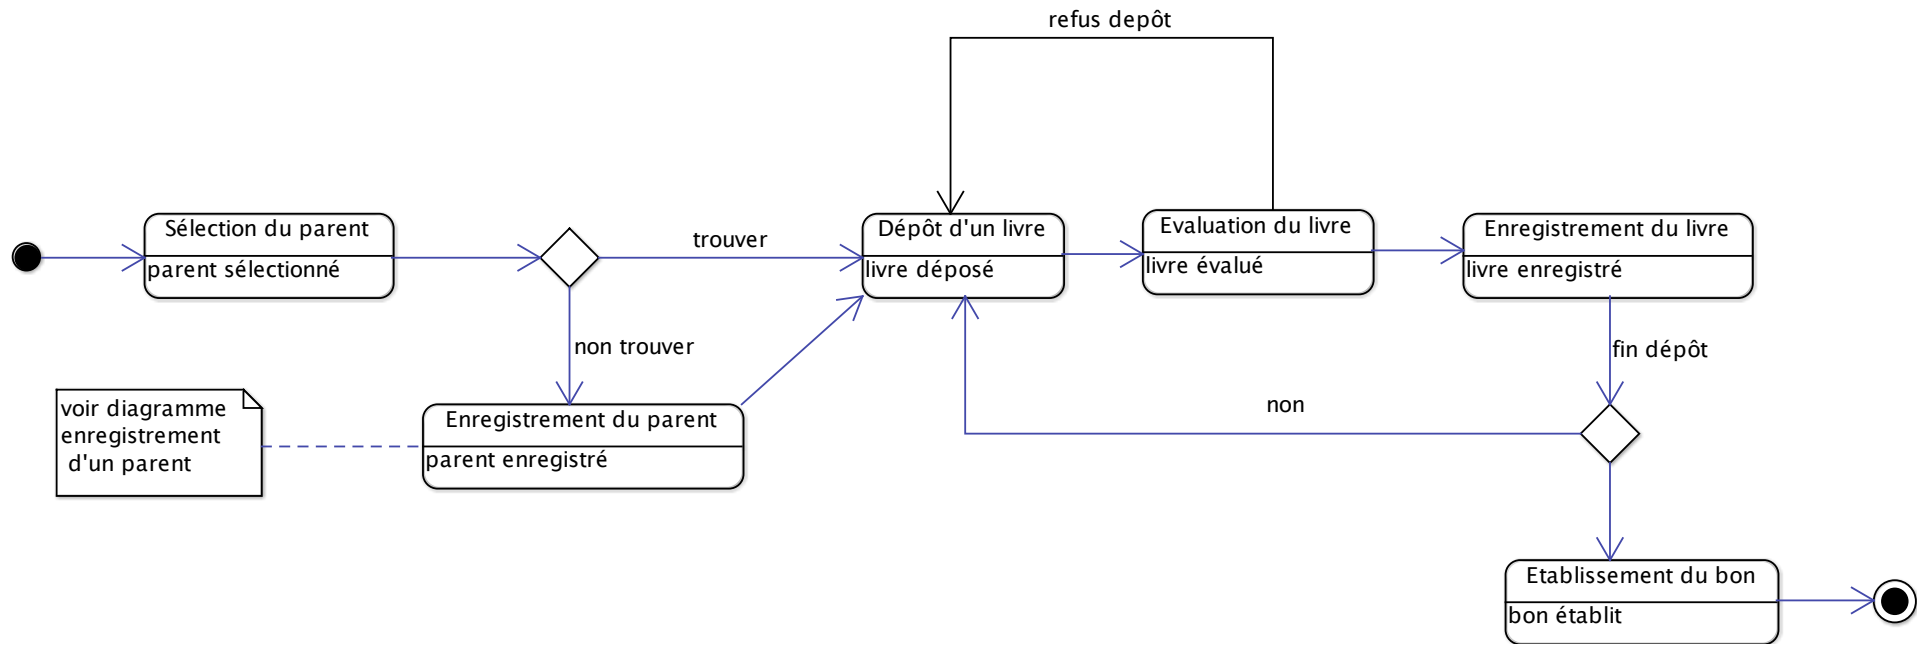 refus depôt
Sélection du parent
parent sélectionné
trouver
Dépôt d'un livre
livre déposé
Evaluation du livre
livre évalué
Enregistrement du livre
livre enregistré
non trouver
fin dépôt
voir diagramme
enregistrement
d'un parent
Enregistrement du parent
parent enregistré
non
Etablissement du bon
bon établit